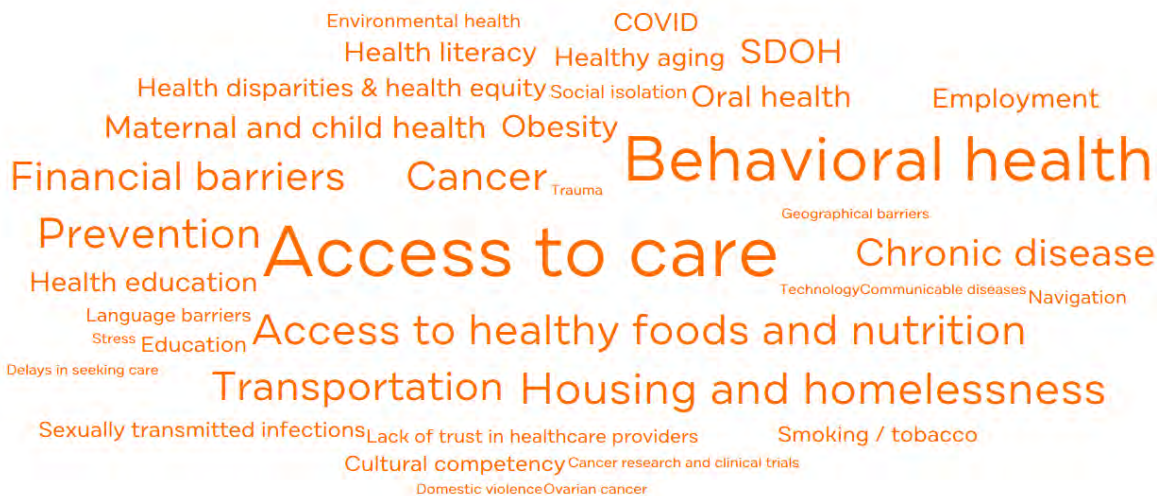 Environmental health
COVID
Health literacy
Healthy aging
SDOH
Health disparities & health equity
Social isolation
Oral health
Employment
Maternal and child health
Obesity
Behavioral health
Financial barriers
Cancer
Trauma
Geographical barriers
Prevention
Access to care
Chronic disease
Health education
Technology
Communicable diseases
Navigation
Language barriers
Access to healthy foods and nutrition
Stress
Education
Delays in seeking care
Transportation
Housing and homelessness
Sexually transmitted infections
Lack of trust in healthcare providers
Smoking / tobacco
Cultural competency
Cancer research and clinical trials
Domestic violence
Ovarian cancer